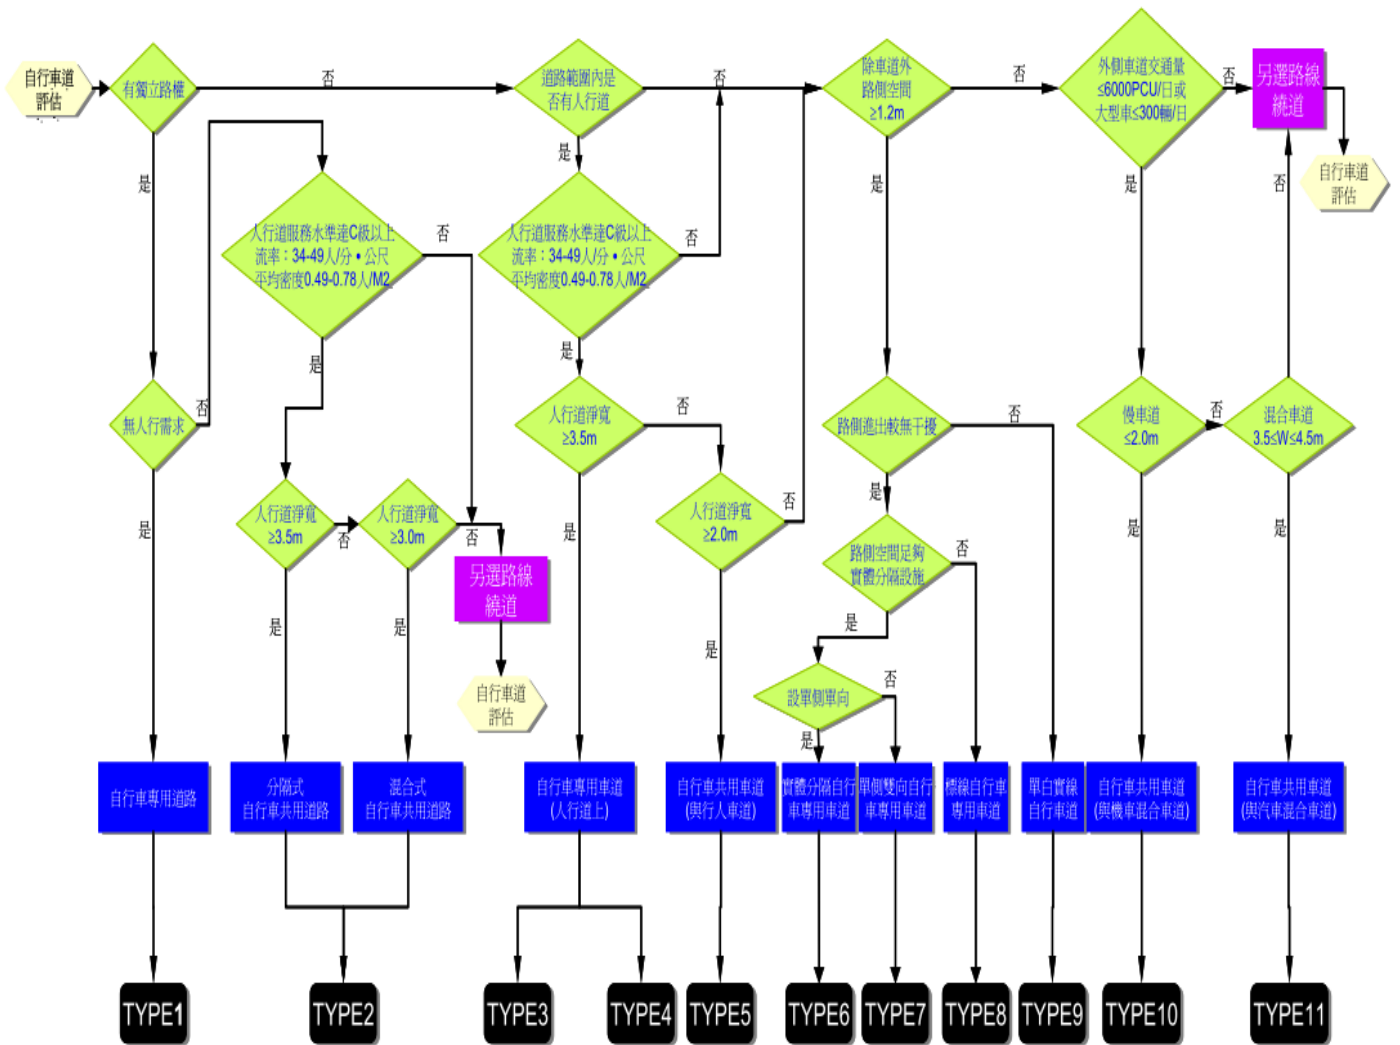 自行車道
評估
有獨立路權
否
道路範圍內是
否有人行道
否
除車道外
路側空間
≥1.2m
否
外側車道交通量
≤6000PCU/日或
大型車≤300輛/日
否
另選路線
繞道
自行車道
評估
是
是
是
是
否
人行道服務水準達C級以上
流率：34-49人/分•公尺
平均密度0.49-0.78人/M2
否
人行道服務水準達C級以上
流率：34-49人/分•公尺
平均密度0.49-0.78人/M2
否
是
是
無人行需求
否
人行道淨寬
≥3.5m
否
路側進出較無干擾
否
慢車道
≤2.0m
否
混合車道
3.5≤W≤4.5m
是
人行道淨寬
≥3.5m
否
人行道淨寬
≥3.0m
否
是
人行道淨寬
≥2.0m
否
是
是
是
路側空間足夠
實體分隔設施
否
另選路線
繞道
是
是
是
是
自行車道
評估
設單側單向
否
是
自行車專用道路
分隔式
自行車共用道路
混合式
自行車共用道路
自行車專用車道
(人行道上)
自行車共用車道
(與行人車道)
實體分隔自行
車專用車道
單側雙向自行
車專用車道
標線自行車
專用車道
單白實線
自行車道
自行車共用車道
(與機車混合車道)
自行車共用車道
(與汽車混合車道)
TYPE1
TYPE2
TYPE3
TYPE4
TYPE5
TYPE6
TYPE7
TYPE8
TYPE9
TYPE10
TYPE11